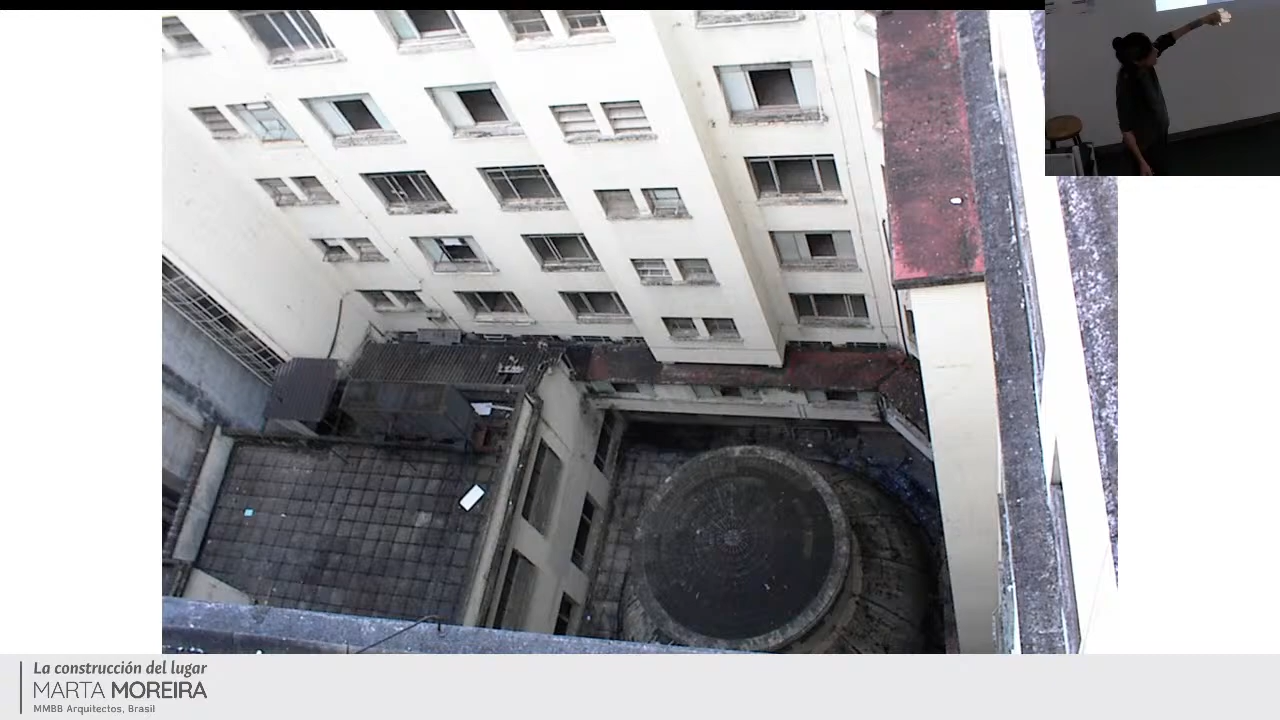 La construcción del lugar
MARTA MOREIRA
MMBB Arquitectos, Brasil